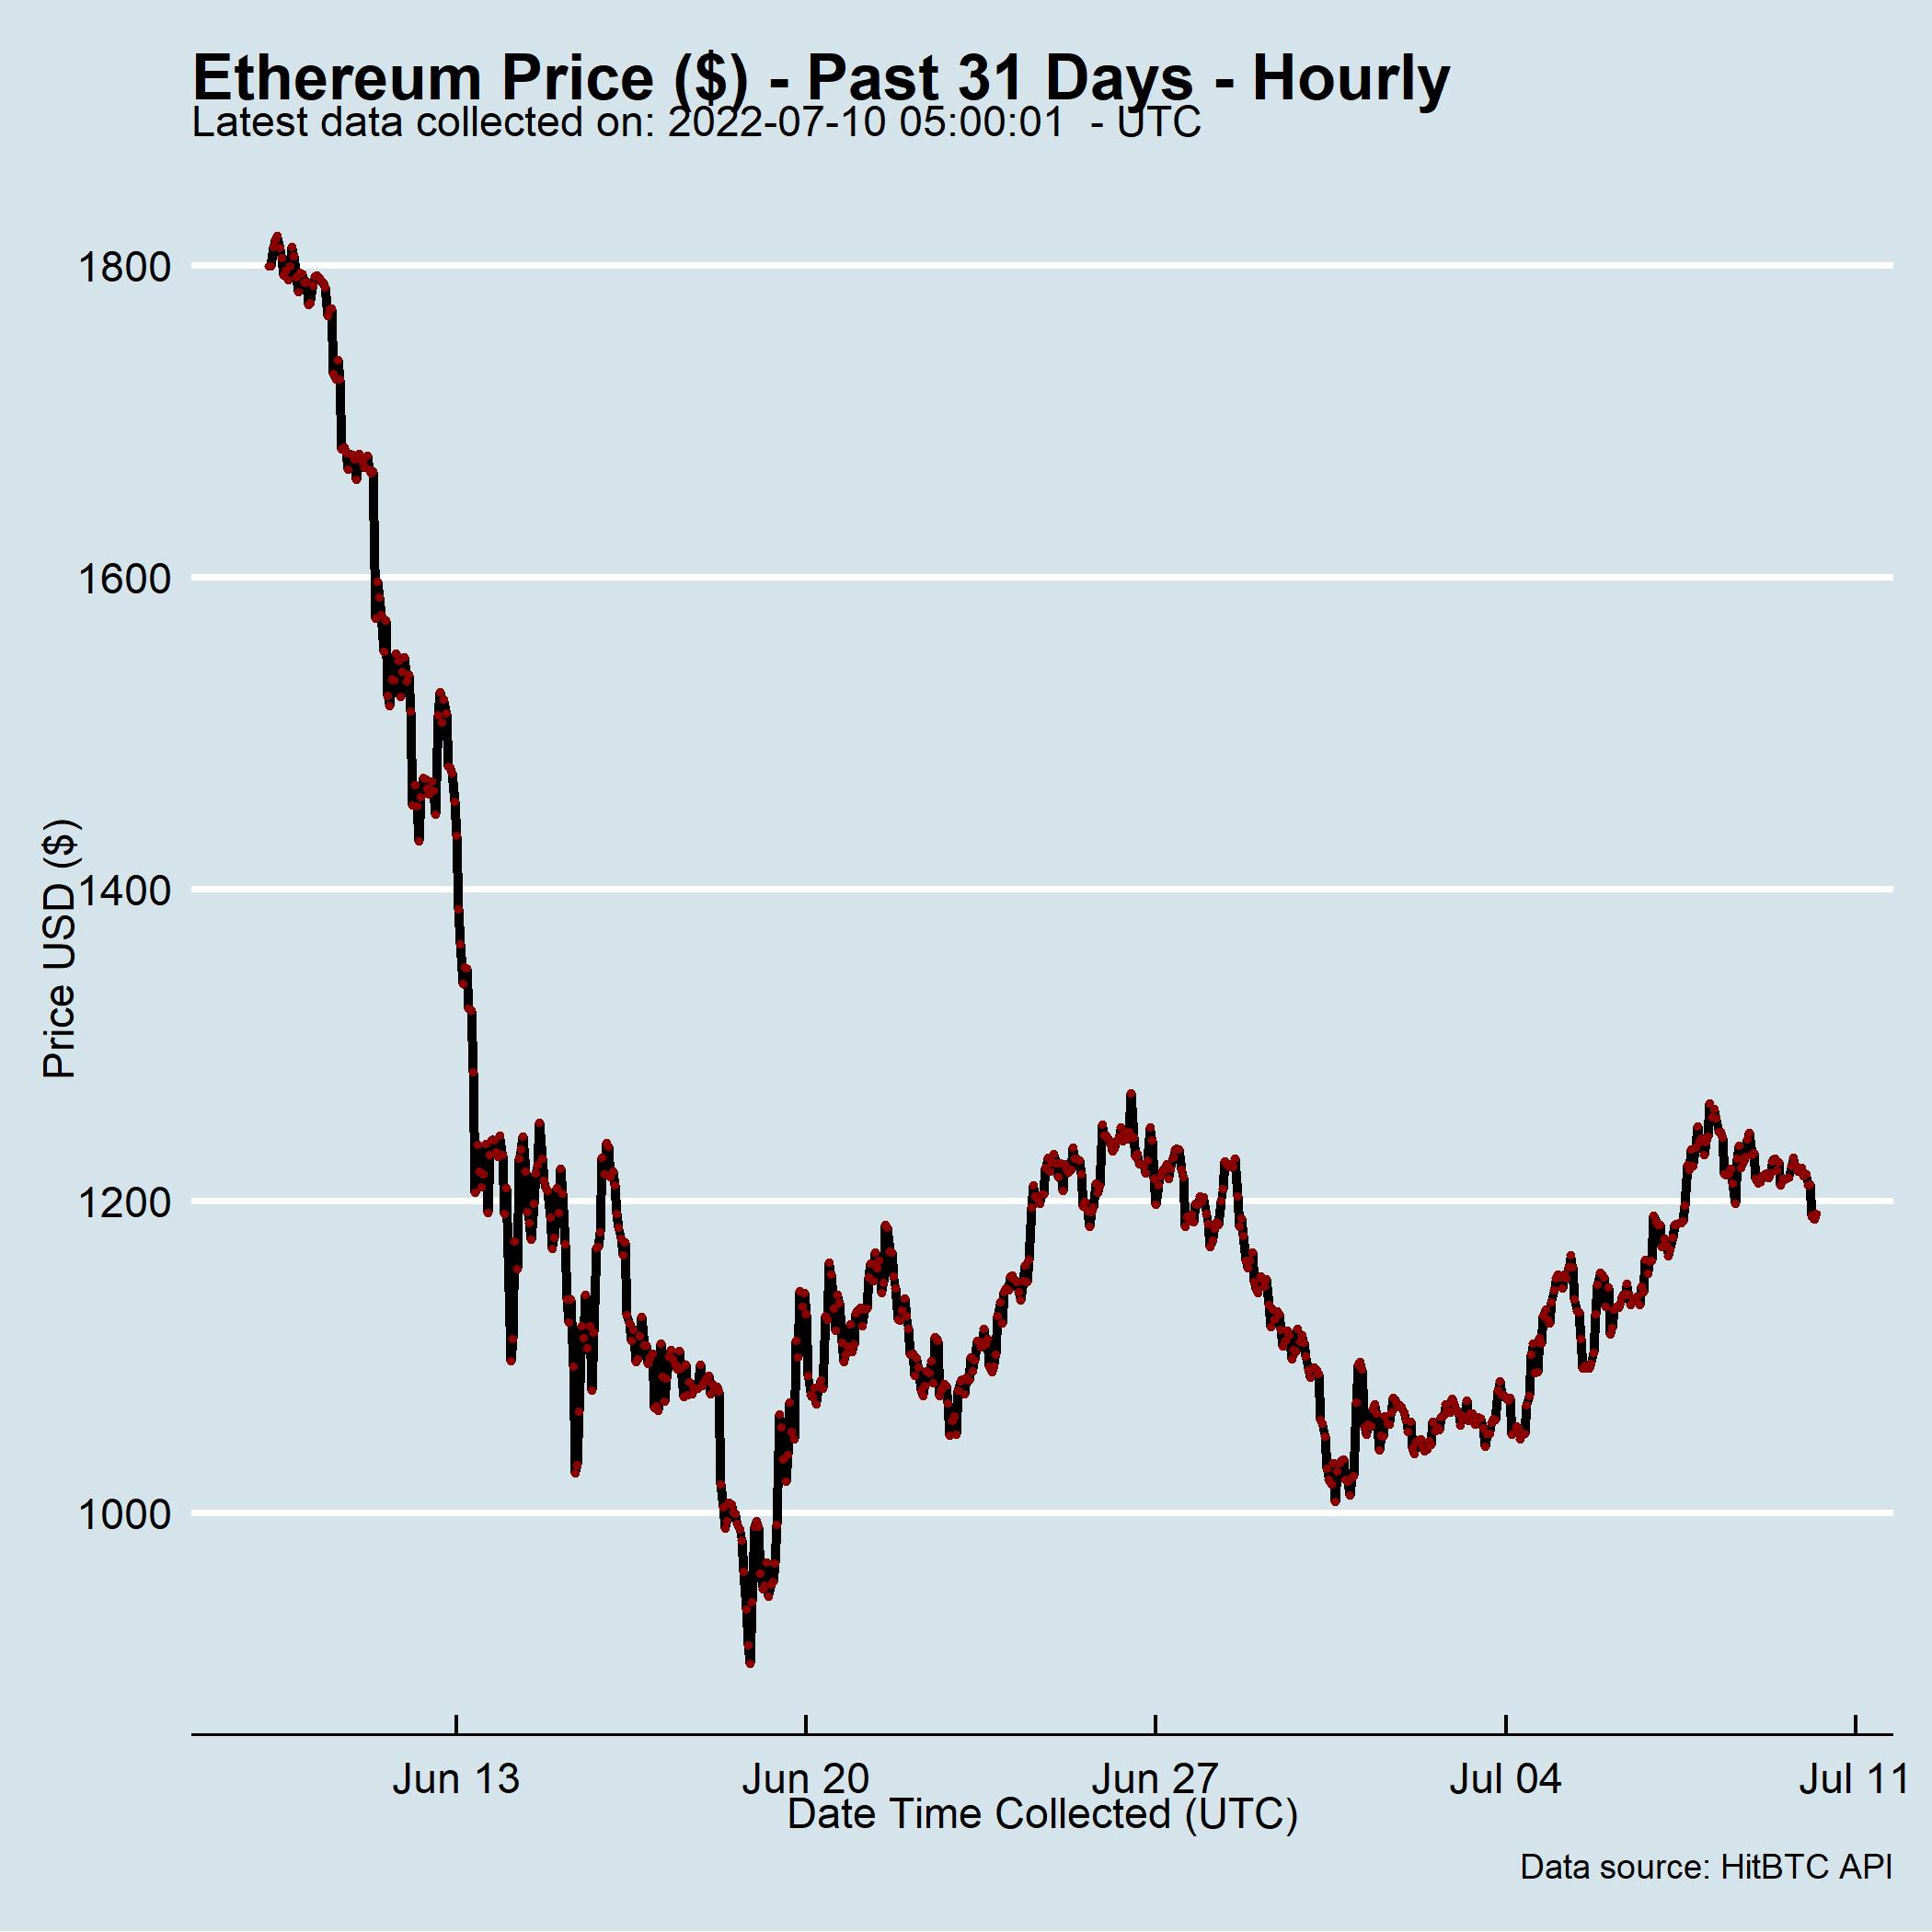 Ethereum Price ($) - Past 31 Days - Hourly
Latest data collected on: 2022-07-10 05:00:01  - UTC
1800
1600
1400
1200
1000
Price USD ($)
Jun 13
Jun 20
Jun 27
Jul 04
Jul 11
Date Time Collected (UTC)
Data source: HitBTC API